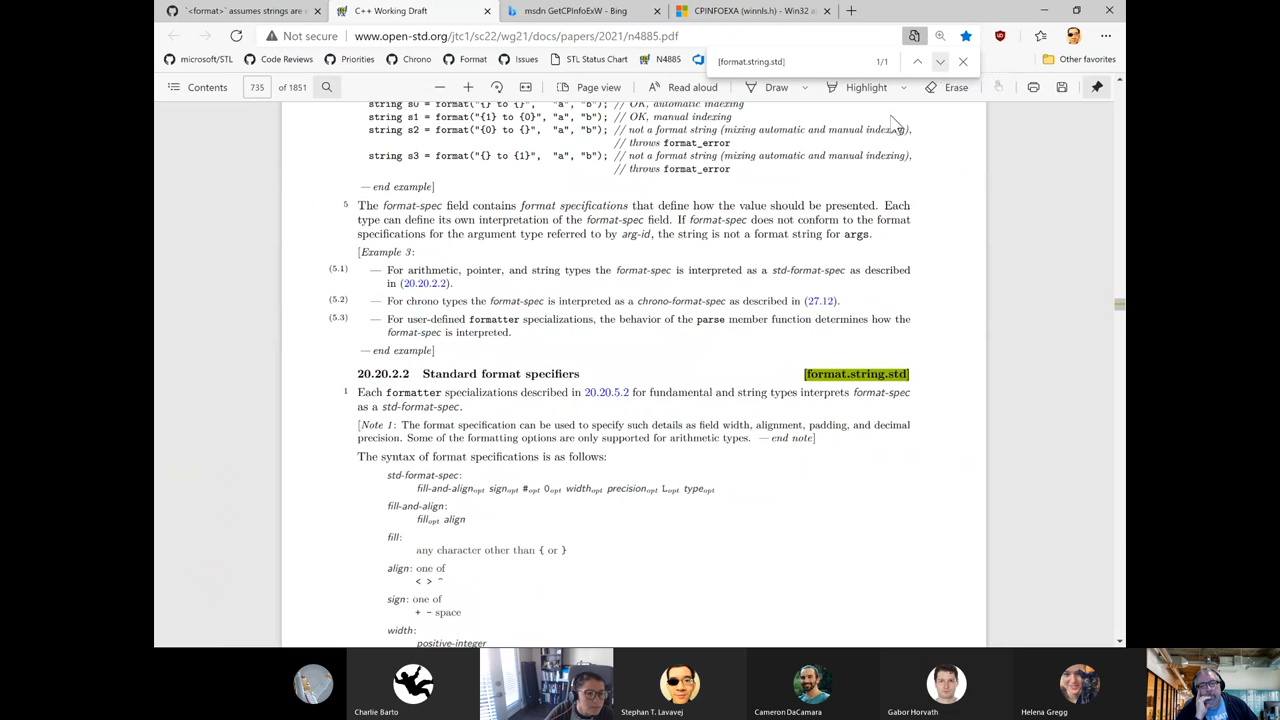 `<format>` assumes strings are e
C++ Working Draft
msdn GetCPInfoExW - Bing
CPINFOEXA (winnls.h) - Win32 a
Not secure
www.open-std.org/jtc1/sc22/wg21/docs/papers/2021/n4885.pdf
[format.string.std]
1/1
microsoft/STL
Code Reviews
Priorities
Chrono
Format
Issues
STL Status Chart
N4885
Other favorites
Contents
735
of 1851
Page view
Read aloud
Draw
Highlight
Erase
string s0 = format("{} to {}", "a", "b"); // OK, automatic indexing
string s1 = format("{1} to {0}", "a", "b"); // OK, manual indexing
string s2 = format("{0} to {}", "a", "b"); // not a format string (mixing automatic and manual indexing),
// throws format_error
string s3 = format("{} to {1}", "a", "b"); // not a format string (mixing automatic and manual indexing),
// throws format_error
— end example]
5 The format-spec field contains format specifications that define how the value should be presented. Each
type can define its own interpretation of the format-spec field. If format-spec does not conform to the format
specifications for the argument type referred to by arg-id, the string is not a format string for args.
[Example 3:
(5.1) — For arithmetic, pointer, and string types the format-spec is interpreted as a std-format-spec as described
in (20.20.2.2).
(5.2) — For chrono types the format-spec is interpreted as a chrono-format-spec as described in (27.12).
(5.3) — For user-defined formatter specializations, the behavior of the parse member function determines how the
format-spec is interpreted.
— end example]
20.20.2.2 Standard format specifiers [format.string.std]
1 Each formatter specializations described in 20.20.5.2 for fundamental and string types interprets format-spec
as a std-format-spec.
[Note 1: The format specification can be used to specify such details as field width, alignment, padding, and decimal
precision. Some of the formatting options are only supported for arithmetic types. — end note]
The syntax of format specifications is as follows:
std-format-spec:
fill-and-align opt sign opt # opt 0 opt width opt precision opt L opt type opt
fill-and-align:
fill opt align
fill:
any character other than { or }
align: one of
< > ^
sign: one of
+ - space
width:
positive-integer
Charlie Barto
Stephan T. Lavavej
Cameron DaCamara
Gabor Horvath
Helena Gregg